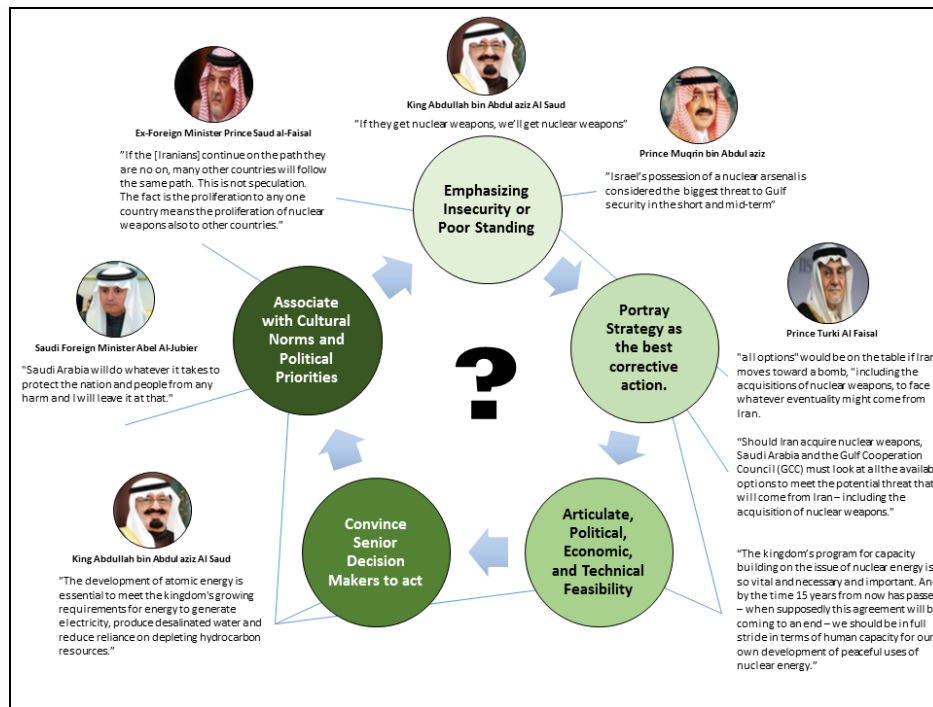 King Abdullah bin Abdul aziz Al Saud
"If they get nuclear weapons, we'll get nuclear weapons"
Ex-Foreign Minister Prince Saud al-Faisal
"If the [Iranians] continue on the path they
are no on, many other countries will follow
the same path. This is not speculation.
The fact is the proliferation to any one
country means the proliferation of nuclear
weapons also to other countries."
Prince Muqrin bin Abdul aziz
"Israel's possession of a nuclear arsenal is
considered the biggest threat to Gulf
security in the short and mid-term"
Emphasizing
Insecurity or
Poor Standing
Associate
with Cultural
Norms and
Political
Priorities
Portray
Strategy as
the best
corrective
action.
Saudi Foreign Minister Abel Al-Jubier
"Saudi Arabia will do whatever it takes to
protect the nation and people from any
harm and I will leave it at that."
Prince Turki Al Faisal
"all options" would be on the table if Iran
moves toward a bomb, "including the
acquisitions of nuclear weapons, to face
whatever eventuality might come from
Iran.
"Should Iran acquire nuclear weapons,
Saudi Arabia and the Gulf Cooperation
Council (GCC) must look at all the availab
options to meet the potential threat that
will come from Iran – including the
acquisition of nuclear weapons."
"The kingdom's program for capacity
building on the issue of nuclear energy is
so vital and necessary and important. And
by the time 15 years from now has passe
– when supposedly this agreement will b
coming to an end – we should be in full
stride in terms of human capacity for our
own development of peaceful uses of
nuclear energy."
?
Convince
Senior
Decision
Makers to act
Articulate,
Political,
Economic,
and Technical
Feasibility
King Abdullah bin Abdul aziz Al Saud
"The development of atomic energy is
essential to meet the kingdom's growing
requirements for energy to generate
electricity, produce desalinated water and
reduce reliance on depleting hydrocarbon
resources."